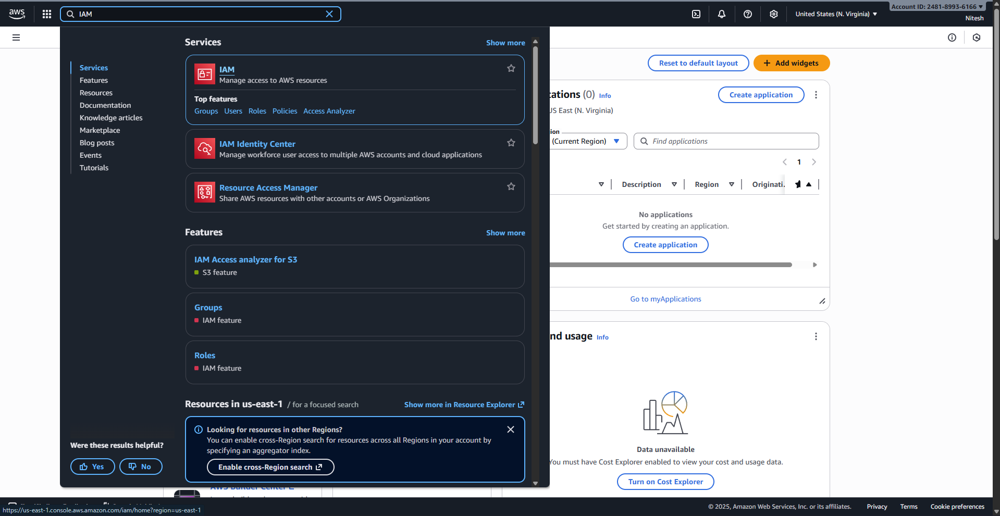 aws
IAM
United States (N. Virginia)
Account ID: 2481-8993-6166
Nitesh
Services
Features
Resources
Documentation
Knowledge articles
Marketplace
Blog posts
Events
Tutorials
Were these results helpful?
Yes
No
Services
Show more
IAM
Manage access to AWS resources
Top features
Groups Users Roles Policies Access Analyzer
IAM Identity Center
Manage workforce user access to multiple AWS accounts and cloud applications
Resource Access Manager
Share AWS resources with other accounts or AWS Organizations
Features
Show more
IAM Access analyzer for S3
S3 feature
Groups
IAM feature
Roles
IAM feature
Resources in us-east-1 / for a focused search
Show more in Resource Explorer
Looking for resources in other Regions?
You can enable cross-Region search for resources across all Regions in your account by
specifying an aggregator index.
Enable cross-Region search
Reset to default layout
+ Add widgets
cations (0) Info
Create application
US East (N. Virginia)
ion
(Current Region)
Find applications
1
Description
Region
Originati.
No applications
Get started by creating an application.
Create application
Go to myApplications
nd usage Info
Data unavailable
You must have Cost Explorer enabled to view your cost and usage data.
Turn on Cost Explorer
AWS Builder Center
© 2025, Amazon Web Services, Inc. or its affiliates.
Privacy
Terms
Cookie preferences
https://us-east-1.console.aws.amazon.com/iam/home?region=us-east-1